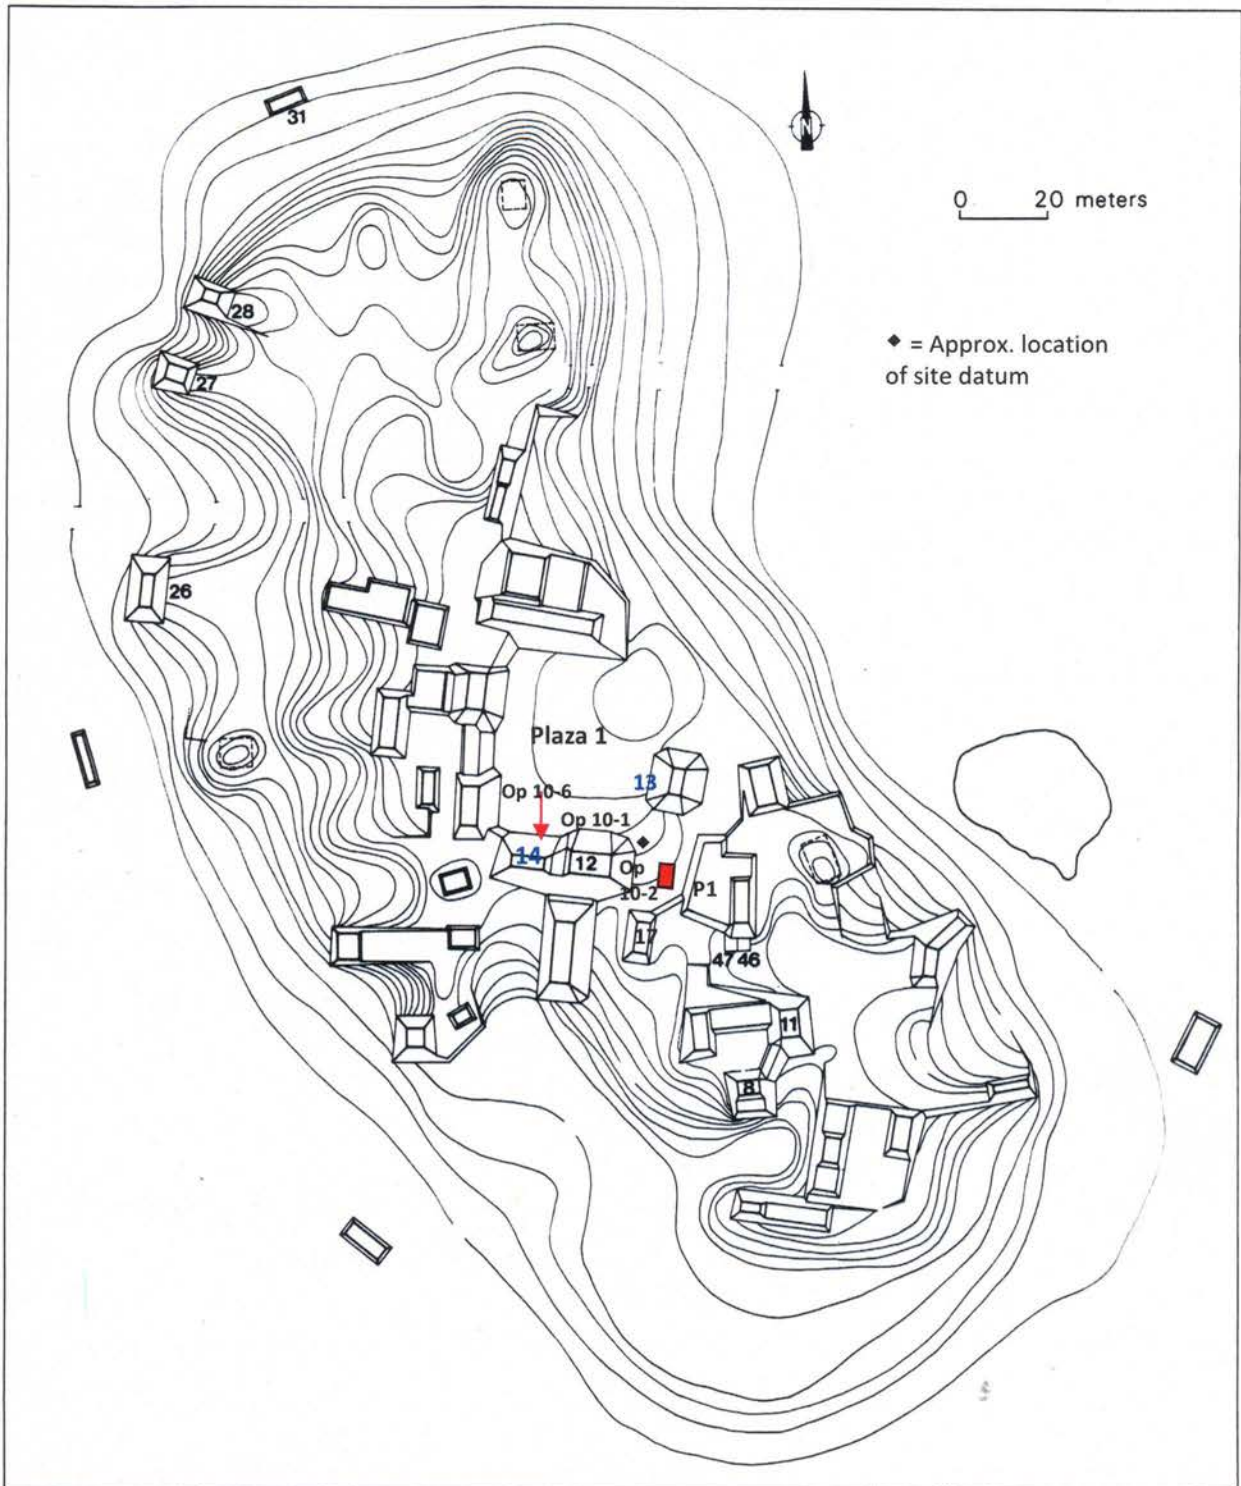 31
N
0 20 meters
28
◆ = Approx. location
of site datum
27
26
Plaza 1
13
Op 10-6
Op 10-1
14
12
Op
10-2
P1
17
47 46
11
8